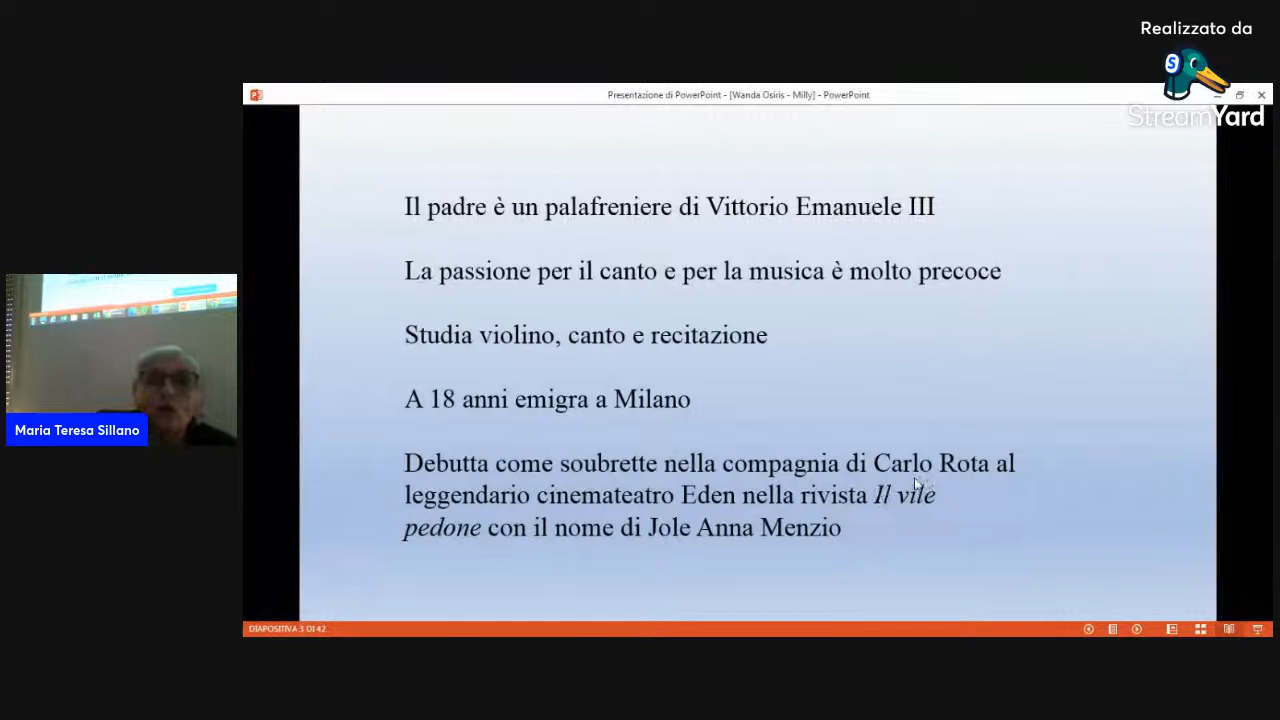 Realizzato da
StreamYard
Presentazione di PowerPoint - [Wanda Osiris - Milly] - PowerPoint
Il padre è un palafreniere di Vittorio Emanuele III
La passione per il canto e per la musica è molto precoce
Studia violino, canto e recitazione
A 18 anni emigra a Milano
Debutta come soubrette nella compagnia di Carlo Rota al
leggendario cinemateatro Eden nella rivista Il vile
pedone con il nome di Jole Anna Menzio
Maria Teresa Sillano
DIAPOSITIVA 3 DI 42